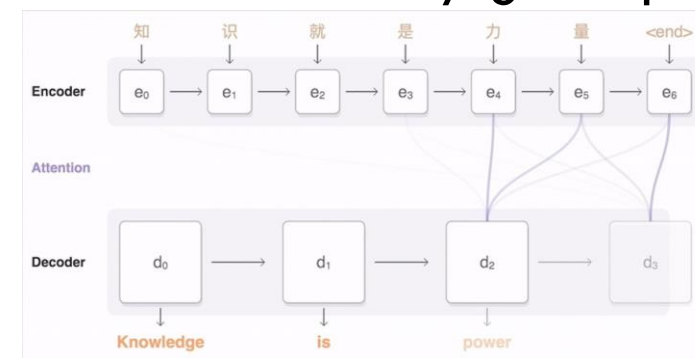 知 识 就 是 力 量 <end>
Encoder e₀ e₁ e₂ e₃ e₄ e₅ e₆
Attention
Decoder d₀ d₁ d₂ d₃
Knowledge is power